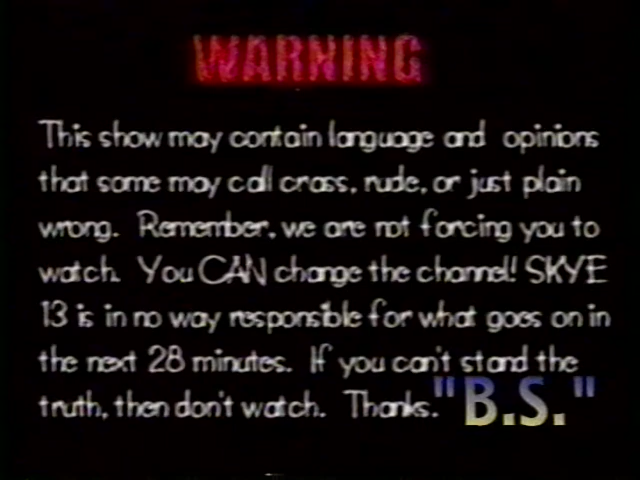 WARNING
This show may contain language and opinions
that some may call crass, rude, or just plain
wrong. Remember, we are not forcing you to
watch. You CAN change the channel! SKYE
13 is in no way responsible for what goes on in
the next 28 minutes. If you can't stand the
truth, then don't watch. Thanks. "B.S."